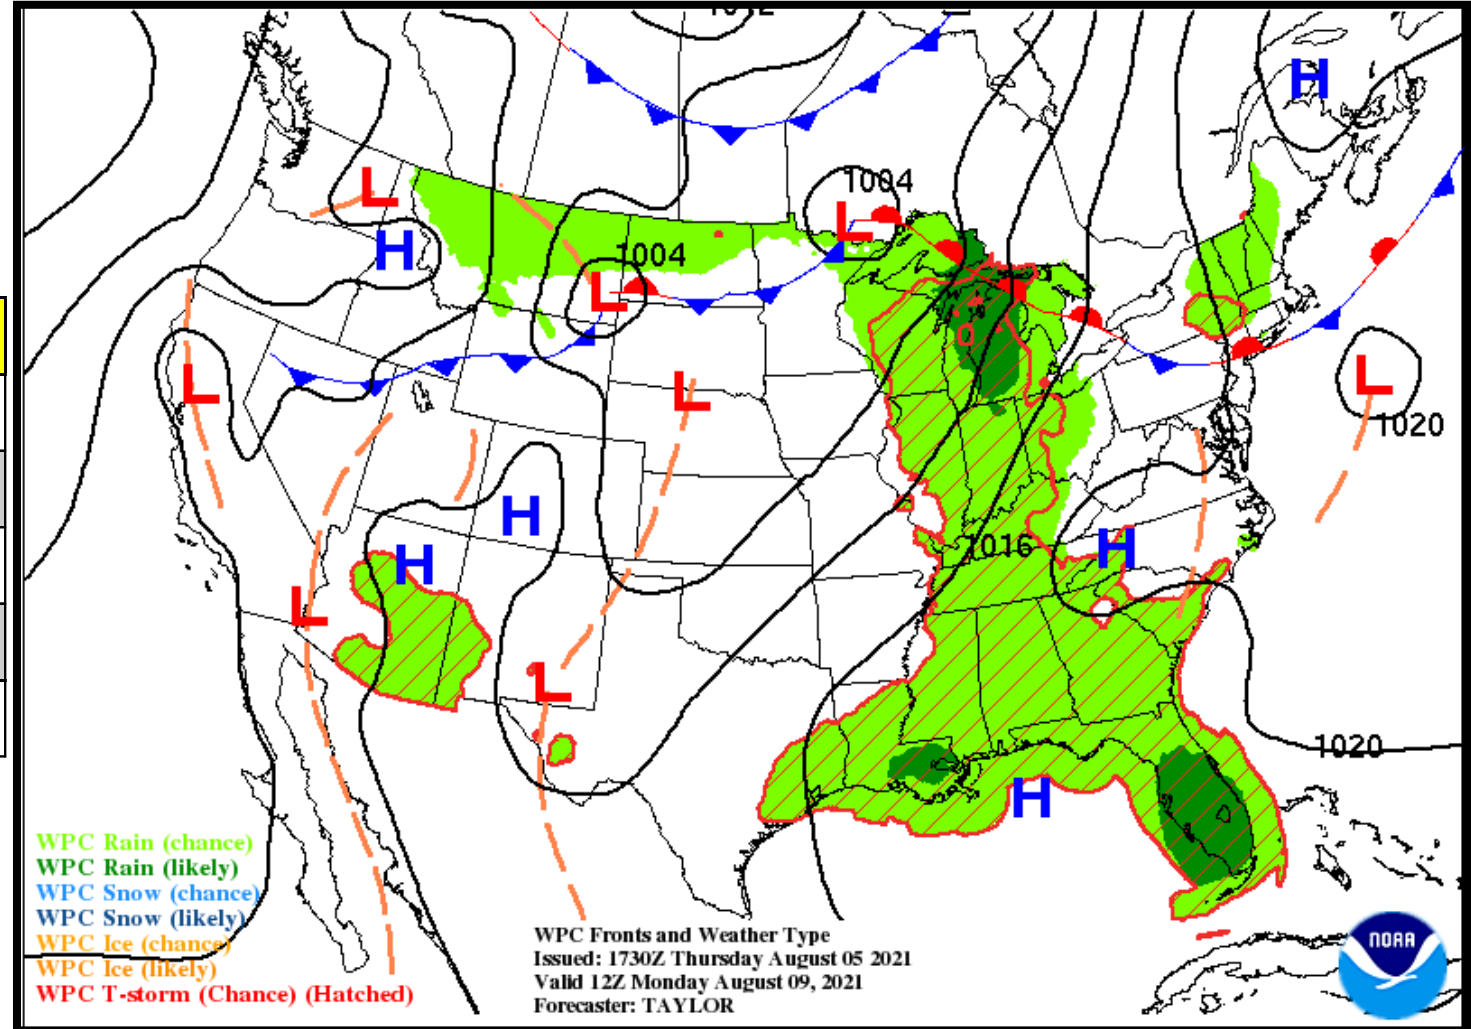 H
1004
L
L
H
1004
L
L
1020
L
L
H
1016
H
H
L
L
1020
H
WPC Rain (chance)
WPC Rain (likely)
WPC Snow (chance)
WPC Snow (likely)
WPC Ice (chance)
WPC Ice (likely)
WPC T-storm (Chance) (Hatched)
WPC Fronts and Weather Type
Issued: 1730Z Thursday August 05 2021
Valid 12Z Monday August 09, 2021
Forecaster: TAYLOR
NOAA